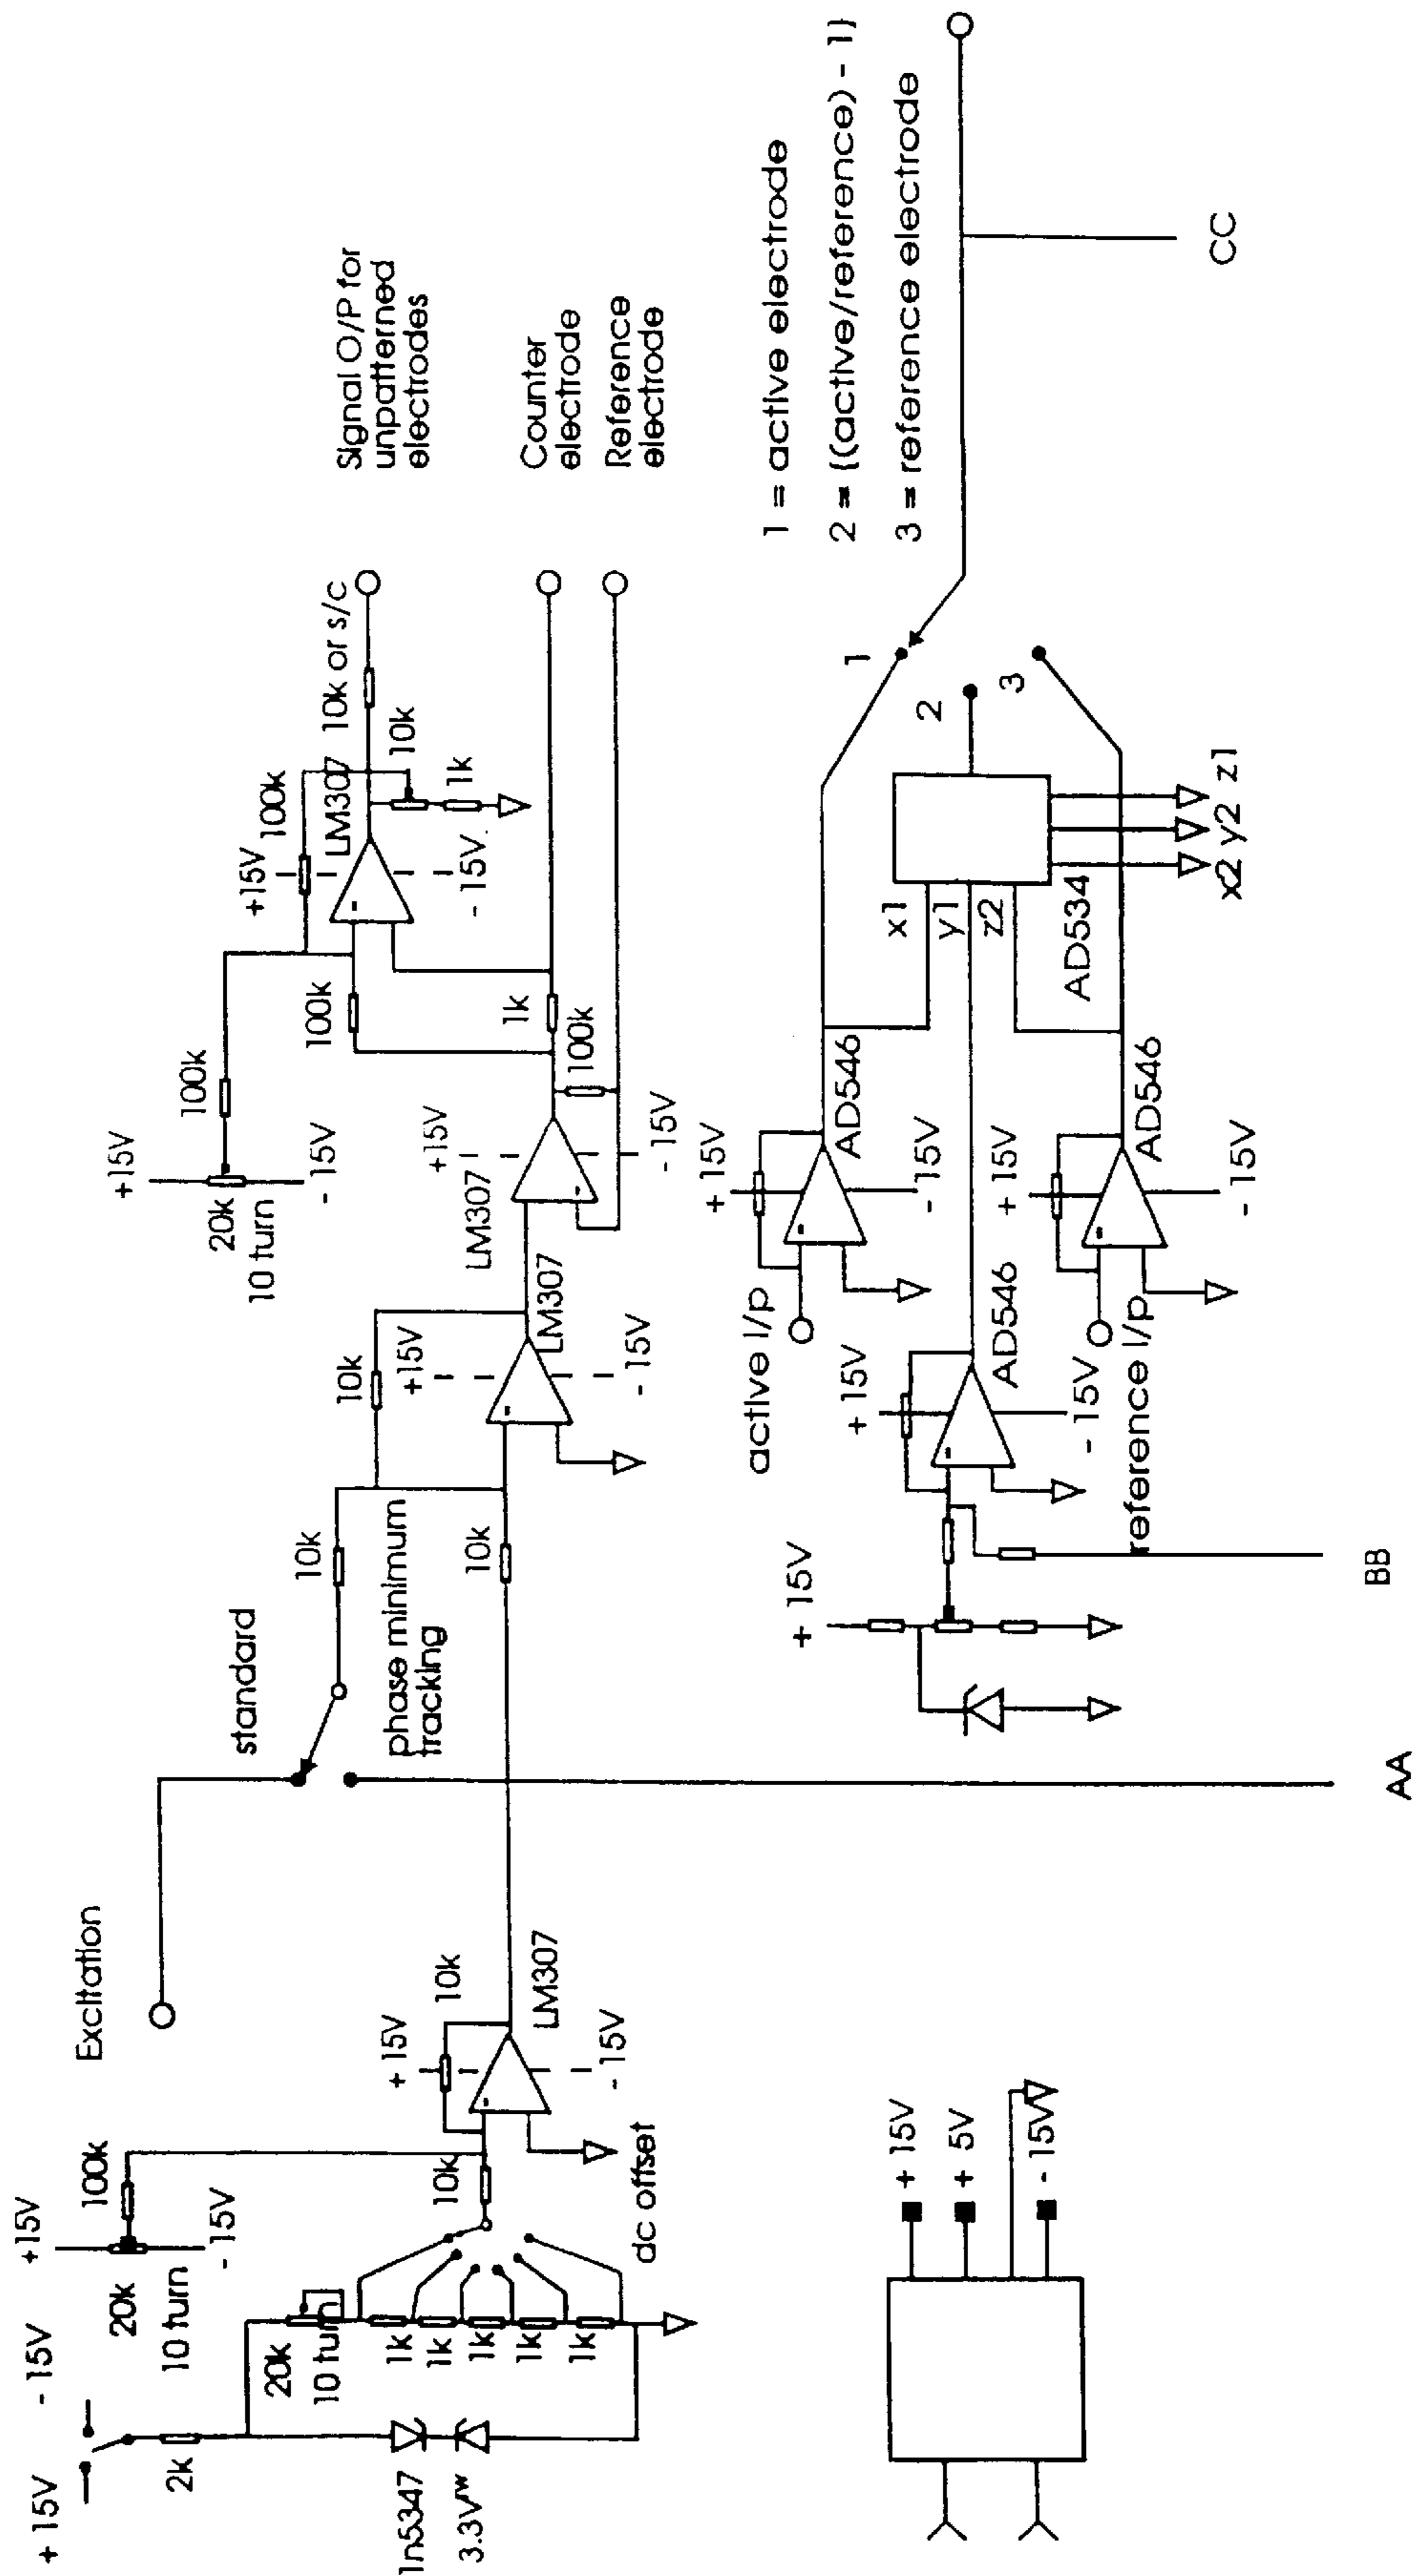 + 15V
- 15V
2k
1n5347
3.3V
20k
10 turn
1k
1k
1k
1k
1k
+15V
20k
10 turn
- 15V
100k
10k
dc offset
+ 15V
10k
LM307
- 15V
Excitation
standard
phase minimum
tracking
10k
10k
10k
+15V
LM307
- 15V
+15V
20k
10 turn
- 15V
100k
LM307
+15V
- 15V
100k
1k
100k
+15V
100k
LM307
- 15V
10k or s/c
10k
1k
Signal O/P for
unpatterned
electrodes
Counter
electrode
Reference
electrode
+ 15V
+ 5V
- 15V
AA
BB
+ 15V
+ 15V
AD546
- 15V
active I/p
+ 15V
AD546
- 15V
reference I/p
+ 15V
AD546
- 15V
x1
y1
z2
AD534
x2 y2 z1
1
2
3
1 = active electrode
2 = {(active/reference) - 1}
3 = reference electrode
CC